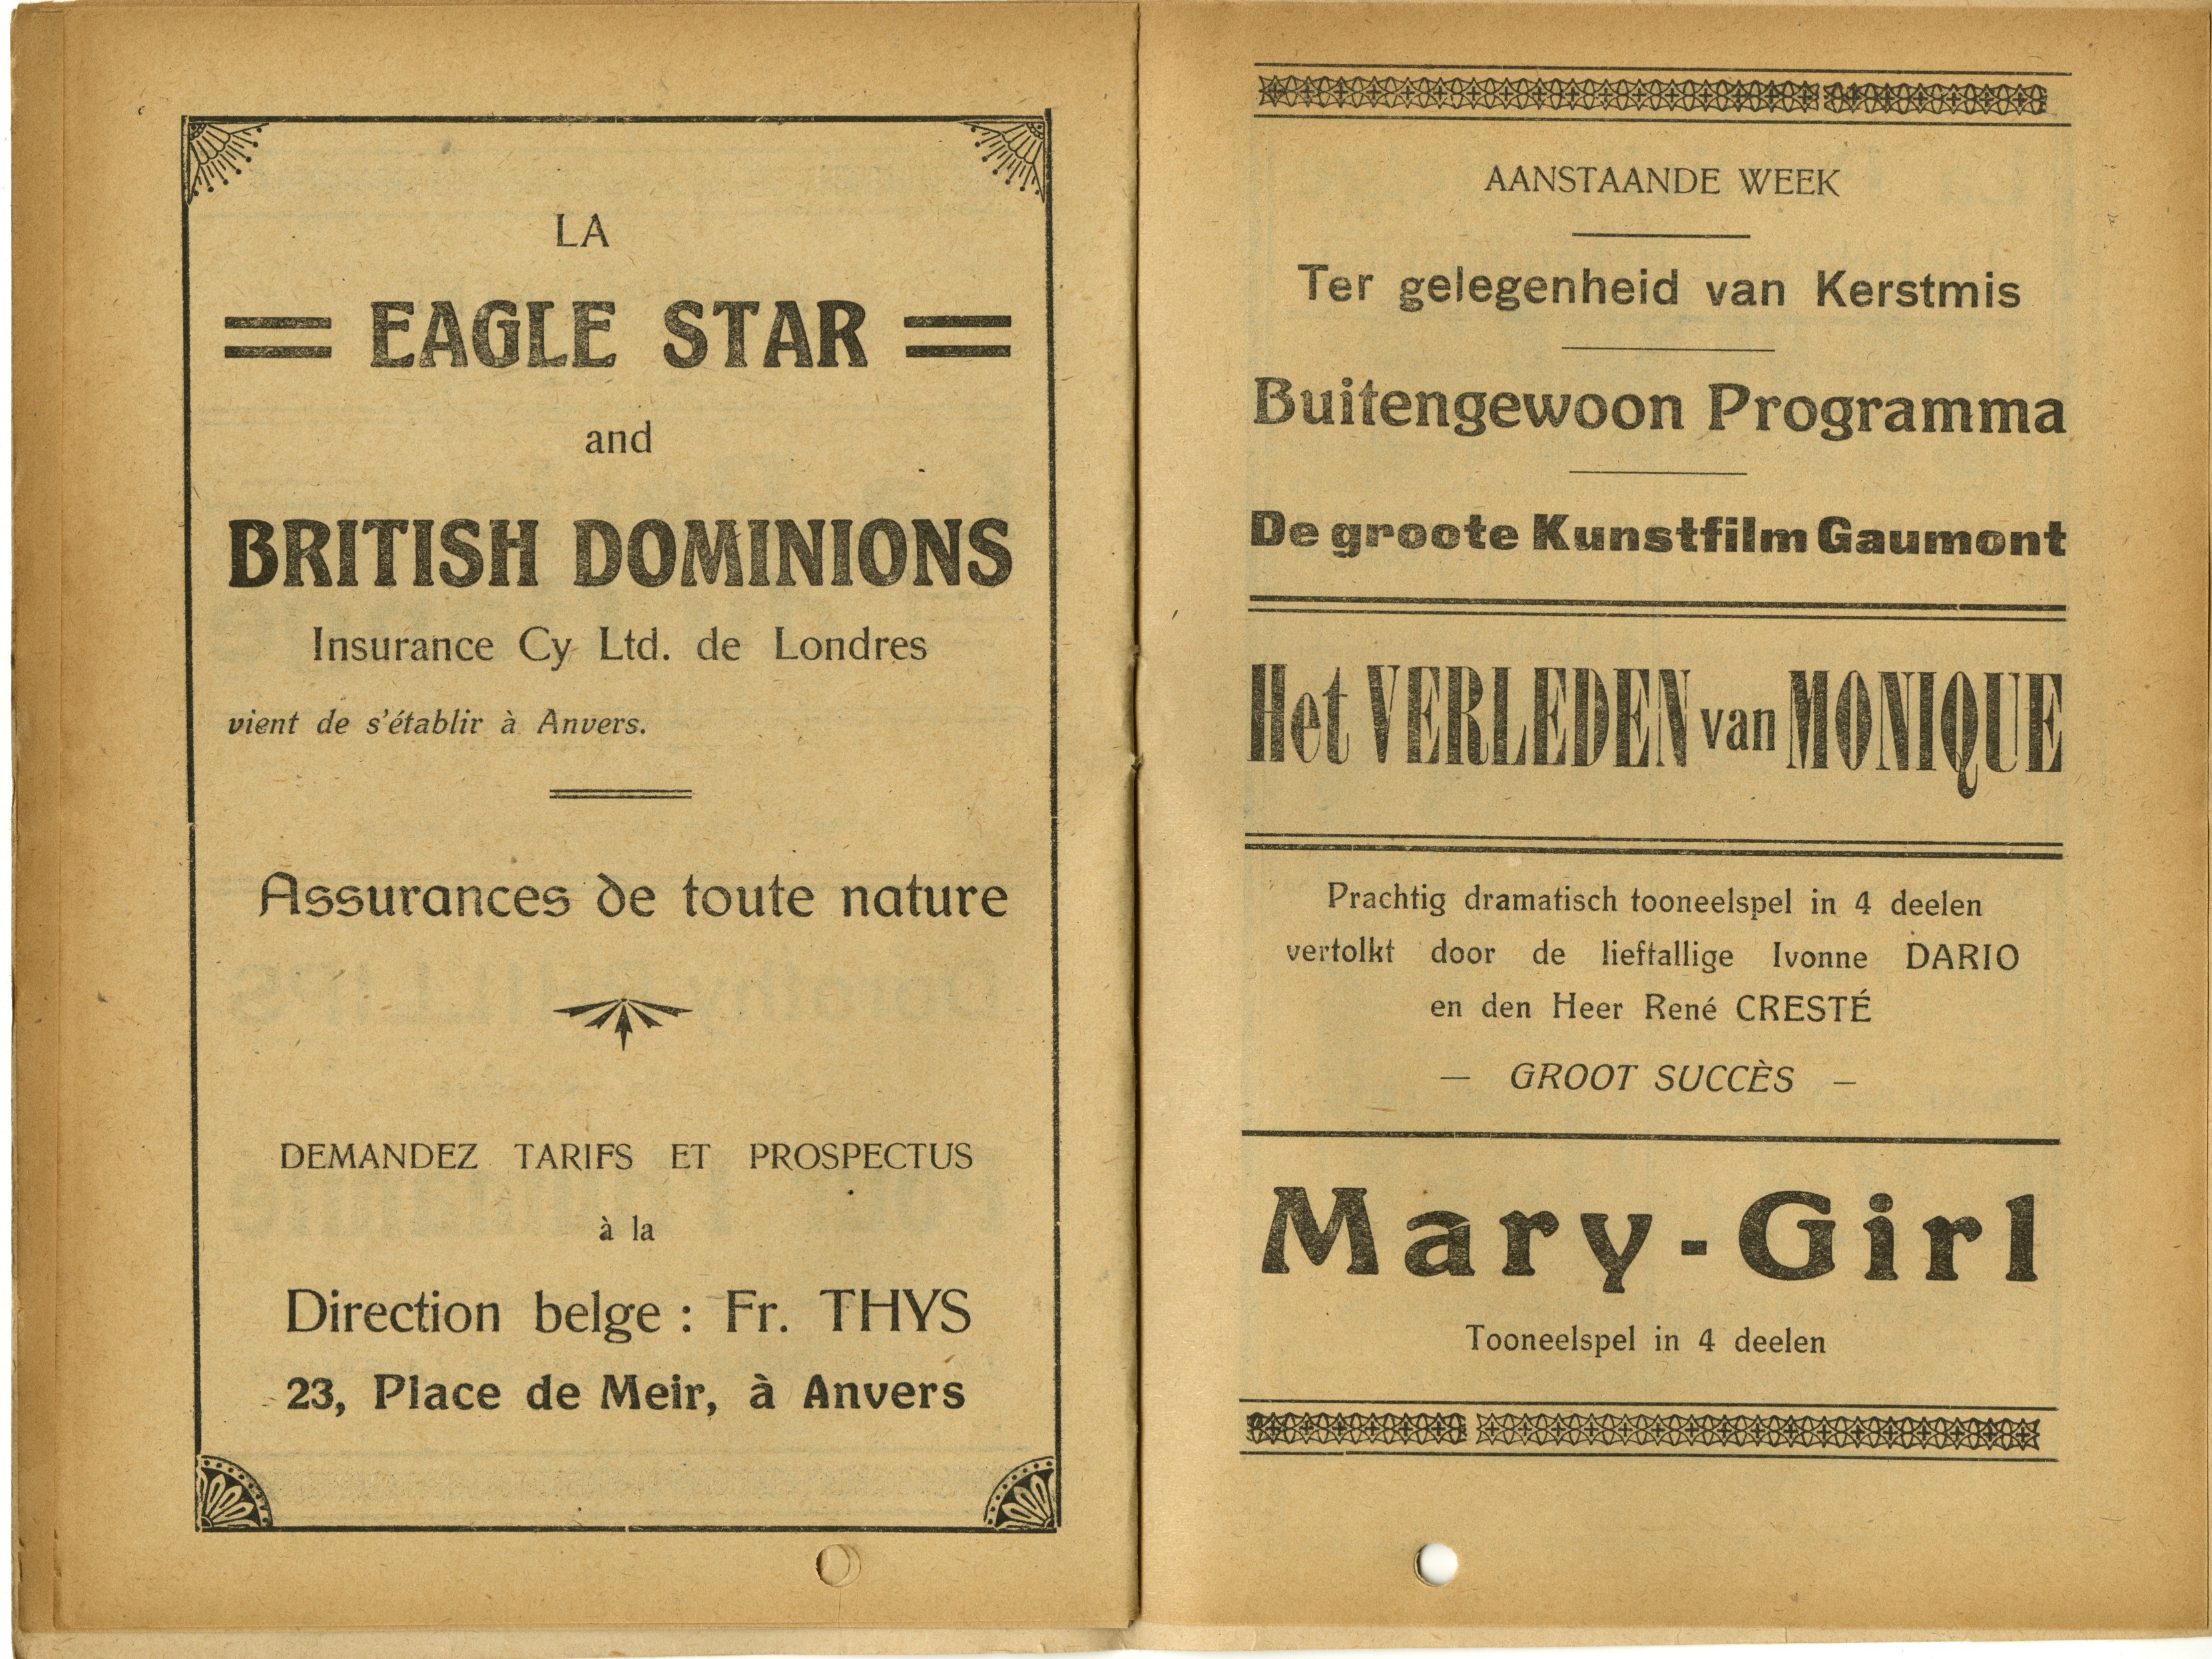 LA
EAGLE STAR
and
BRITISH DOMINIONS
Insurance Cy Ltd. de Londres
vient de s'établir à Anvers.
Assurances de toute nature
DEMANDEZ TARIFS ET PROSPECTUS
à la
Direction belge : Fr. THYS
23, Place de Meir, à Anvers
AANSTAANDE WEEK
Ter gelegenheid van Kerstmis
Buitengewoon Programma
De groote Kunstfilm Gaumont
Het VERLEDEN van MONIQUE
Prachtig dramatisch tooneelspel in 4 deelen
vertolkt door de lieftallige Ivonne DARIO
en den Heer René CRESTÉ
— GROOT SUCCÈS —
Mary-Girl
Tooneelspel in 4 deelen